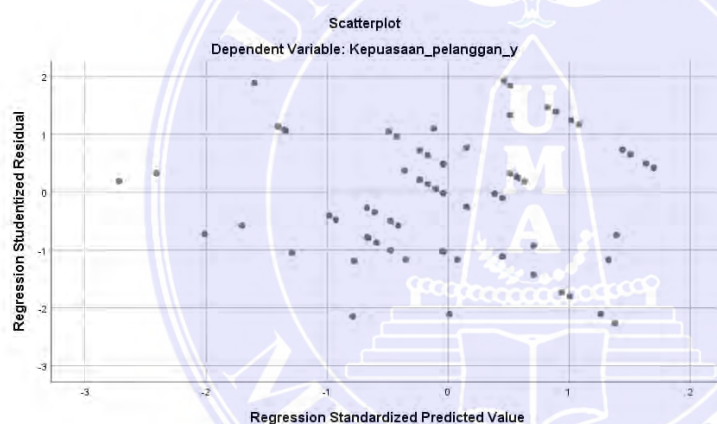 Scatterplot
Dependent Variable: Kepuasaan_pelanggan_y
Regression Studentized Residual
2
1
0
-1
-2
-3
-3
-2
-1
0
1
2
Regression Standardized Predicted Value
U
M
A